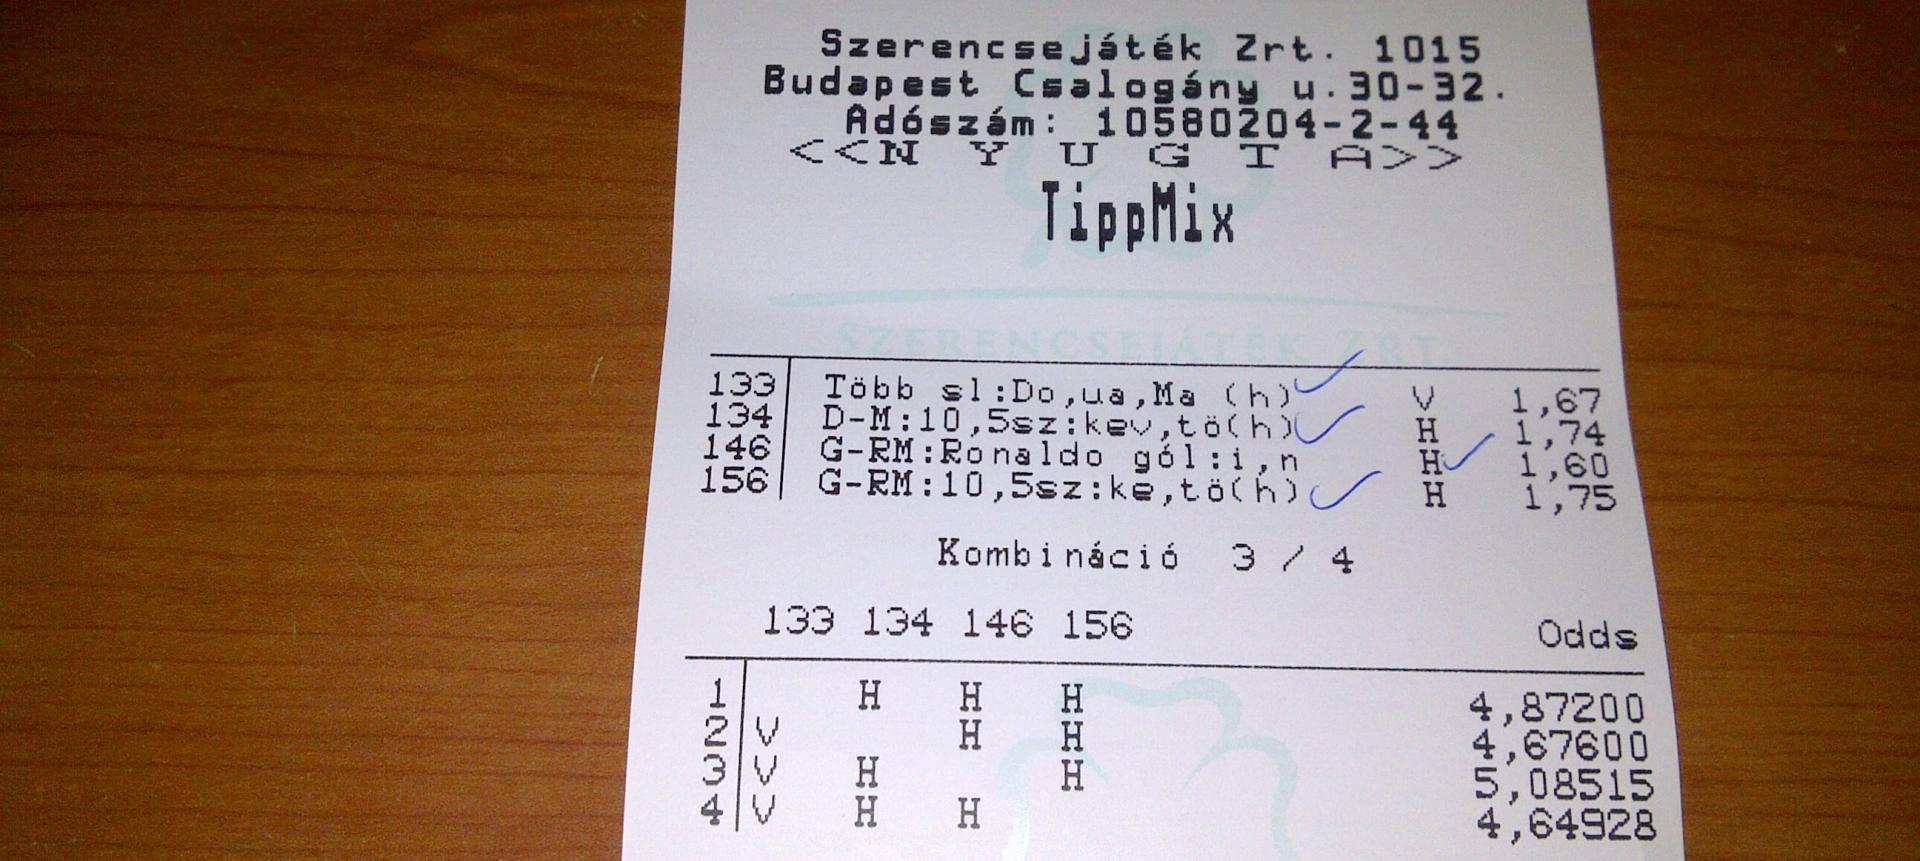 Szerencsejáték Zrt. 1015
Budapest Csalogány u.30-32.
Adószám: 10580204-2-44
<<N Y U G T A>>
TippMix
SZERENCSEJÁTÉK ZRT.
133 Több sl:Do,ua,Ma (h) V 1,67
134 D-M:10,5sz:kev,tö(h) H 1,74
146 G-RM:Ronaldo gól:i,n H 1,60
156 G-RM:10,5sz:ke,tö(h) H 1,75
Kombináció 3 / 4
133 134 146 156 Odds
1 H H H 4,87200
2 V H H 4,67600
3 V H H 5,08515
4 V H H 4,64928